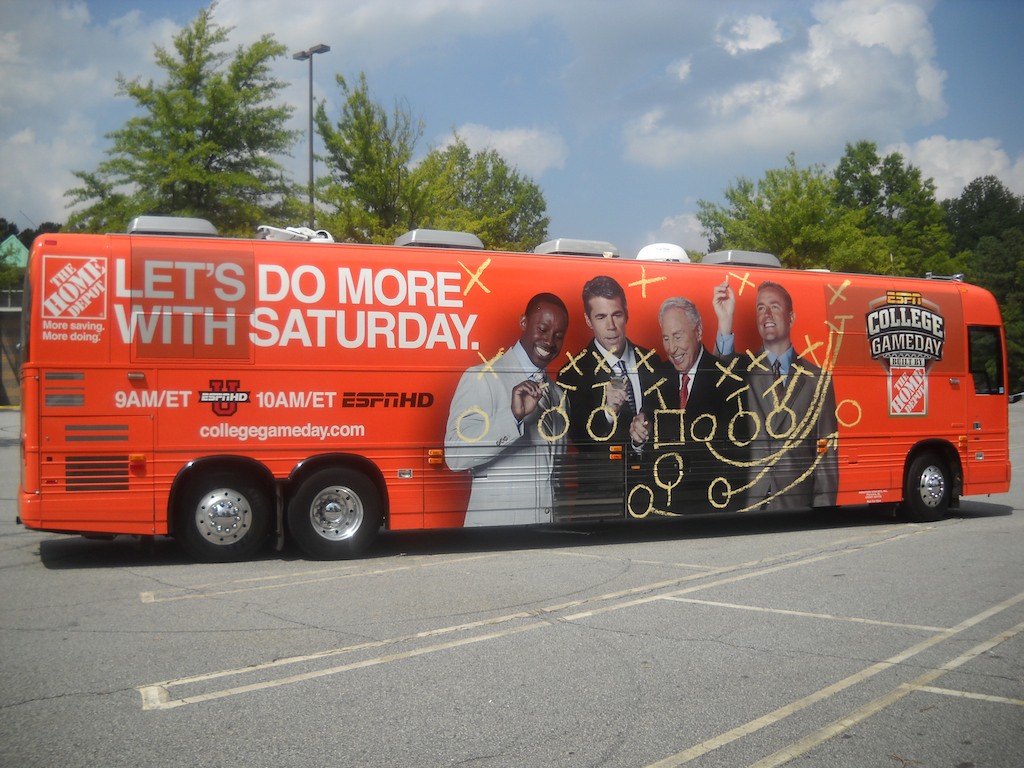 THE
HOME
DEPOT
More saving.
More doing.
LET'S DO MORE
WITH SATURDAY.
9AM/ET ESPNHD U 10AM/ET ESPNHD
collegegameday.com
ESPN
COLLEGE
GAMEDAY
BUILT BY
THE
HOME
DEPOT